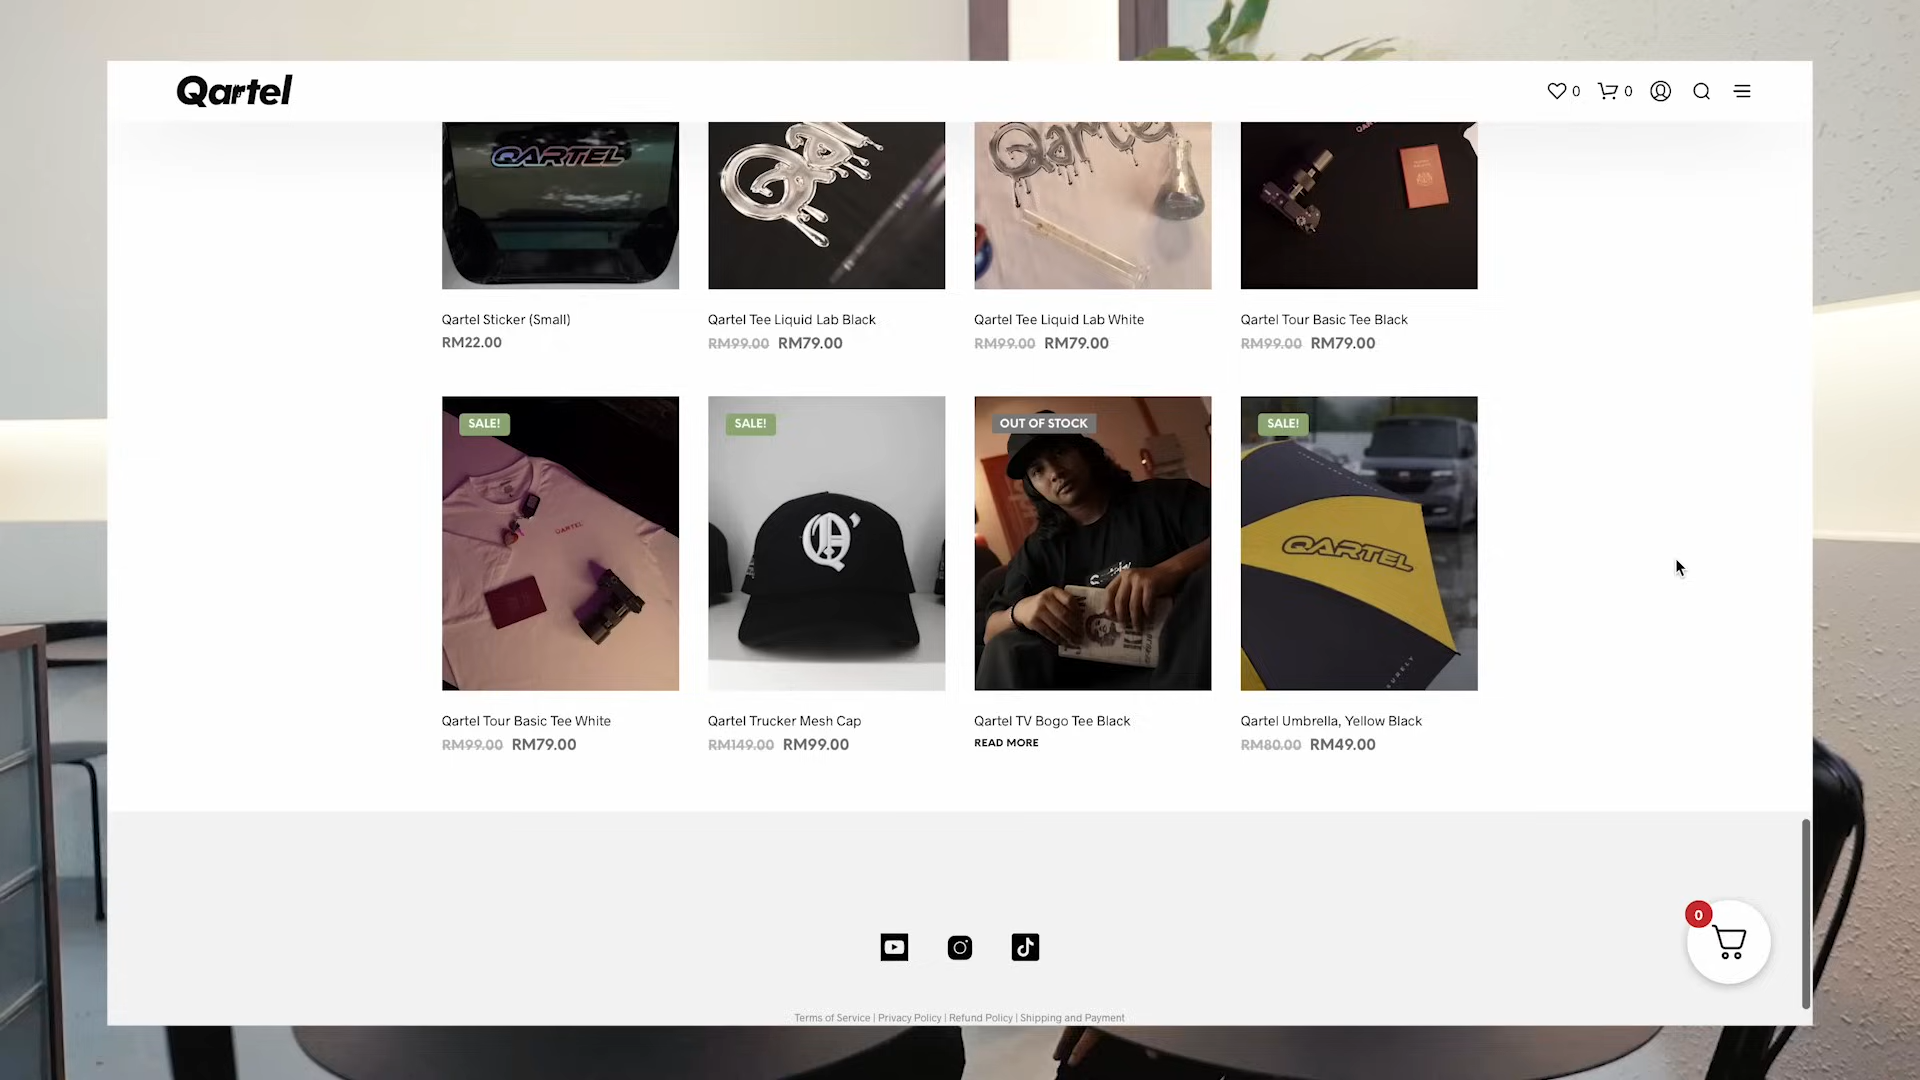 Qartel
0
0
QARTEL
Qartel
QARTEL
Qartel Sticker (Small)
Qartel Tee Liquid Lab Black
Qartel Tee Liquid Lab White
Qartel Tour Basic Tee Black
RM22.00
RM99.00 RM79.00
RM99.00 RM79.00
RM99.00 RM79.00
SALE!
SALE!
OUT OF STOCK
SALE!
QARTEL
Q
QARTEL
SURELY
Qartel Tour Basic Tee White
Qartel Trucker Mesh Cap
Qartel TV Bogo Tee Black
Qartel Umbrella, Yellow Black
RM99.00 RM79.00
RM149.00 RM99.00
READ MORE
RM80.00 RM49.00
0
Terms of Service | Privacy Policy | Refund Policy | Shipping and Payment